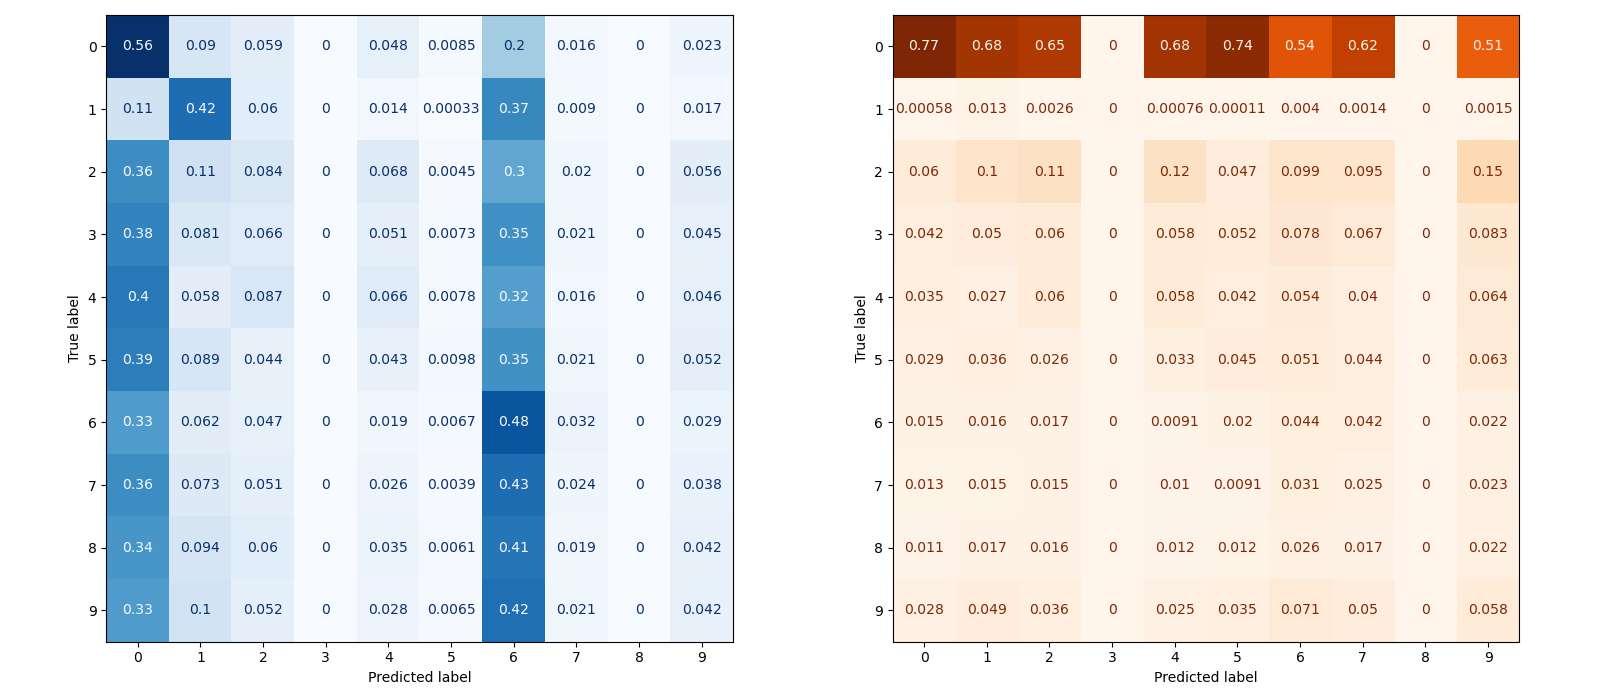 0 0.56 0.09 0.059 0 0.048 0.0085 0.2 0.016 0 0.023
1 0.11 0.42 0.06 0 0.014 0.00033 0.37 0.009 0 0.017
2 0.36 0.11 0.084 0 0.068 0.0045 0.3 0.02 0 0.056
3 0.38 0.081 0.066 0 0.051 0.0073 0.35 0.021 0 0.045
4 0.4 0.058 0.087 0 0.066 0.0078 0.32 0.016 0 0.046
5 0.39 0.089 0.044 0 0.043 0.0098 0.35 0.021 0 0.052
6 0.33 0.062 0.047 0 0.019 0.0067 0.48 0.032 0 0.029
7 0.36 0.073 0.051 0 0.026 0.0039 0.43 0.024 0 0.038
8 0.34 0.094 0.06 0 0.035 0.0061 0.41 0.019 0 0.042
9 0.33 0.1 0.052 0 0.028 0.0065 0.42 0.021 0 0.042
True label
0 1 2 3 4 5 6 7 8 9
Predicted label
0 0.77 0.68 0.65 0 0.68 0.74 0.54 0.62 0 0.51
1 0.00058 0.013 0.0026 0 0.00076 0.00011 0.004 0.0014 0 0.0015
2 0.06 0.1 0.11 0 0.12 0.047 0.099 0.095 0 0.15
3 0.042 0.05 0.06 0 0.058 0.052 0.078 0.067 0 0.083
4 0.035 0.027 0.06 0 0.058 0.042 0.054 0.04 0 0.064
5 0.029 0.036 0.026 0 0.033 0.045 0.051 0.044 0 0.063
6 0.015 0.016 0.017 0 0.0091 0.02 0.044 0.042 0 0.022
7 0.013 0.015 0.015 0 0.01 0.0091 0.031 0.025 0 0.023
8 0.011 0.017 0.016 0 0.012 0.012 0.026 0.017 0 0.022
9 0.028 0.049 0.036 0 0.025 0.035 0.071 0.05 0 0.058
True label
0 1 2 3 4 5 6 7 8 9
Predicted label